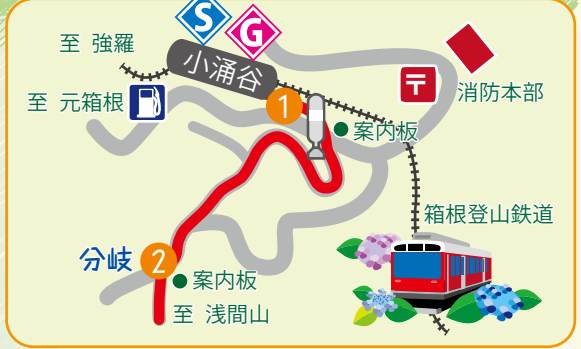 S
G
至 強羅
小涌谷
〒
消防本部
至 元箱根
1
案内板
箱根登山鉄道
分岐
2
案内板
至 浅間山